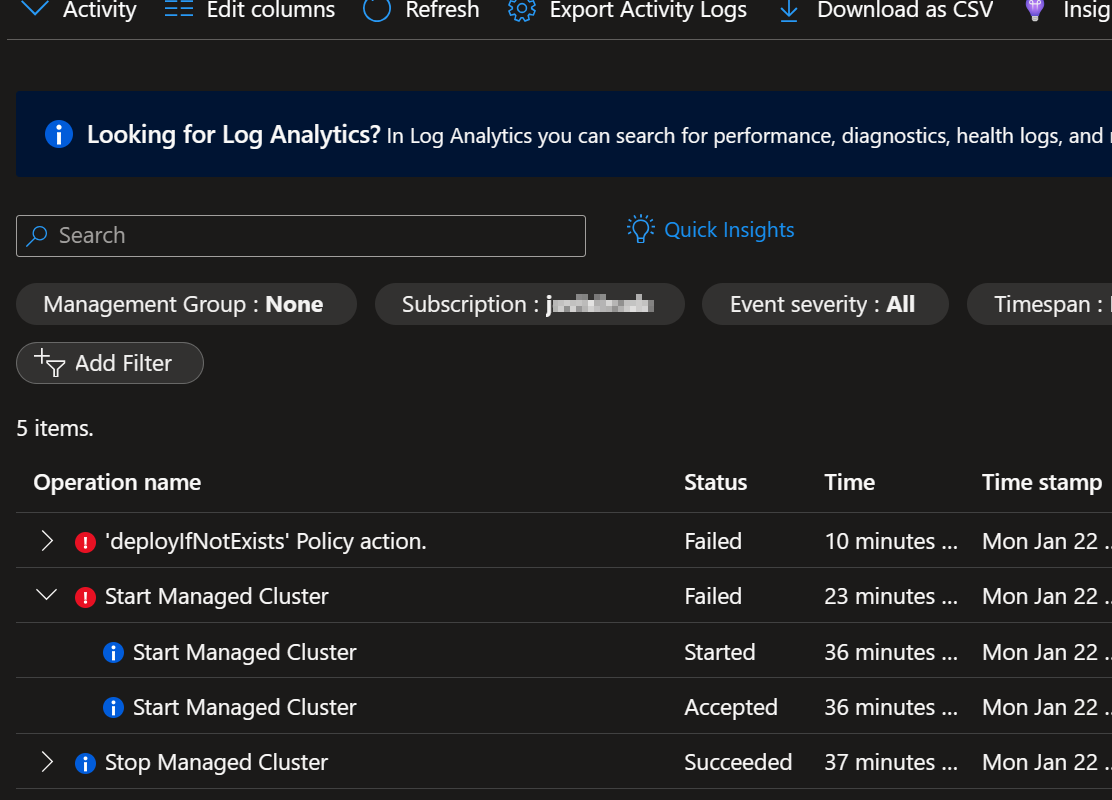 Activity Edit columns Refresh Export Activity Logs Download as CSV
Looking for Log Analytics? In Log Analytics you can search for performance, diagnostics, health logs, and
Search
Quick Insights
Management Group : None Subscription : Event severity : All Timespan :
Add Filter
5 items.
Operation name Status Time Time stamp
'deployIfNotExists' Policy action. Failed 10 minutes ... Mon Jan 22 ..
Start Managed Cluster Failed 23 minutes ... Mon Jan 22 ..
Start Managed Cluster Started 36 minutes ... Mon Jan 22 ..
Start Managed Cluster Accepted 36 minutes ... Mon Jan 22 ..
Stop Managed Cluster Succeeded 37 minutes ... Mon Jan 22 ..